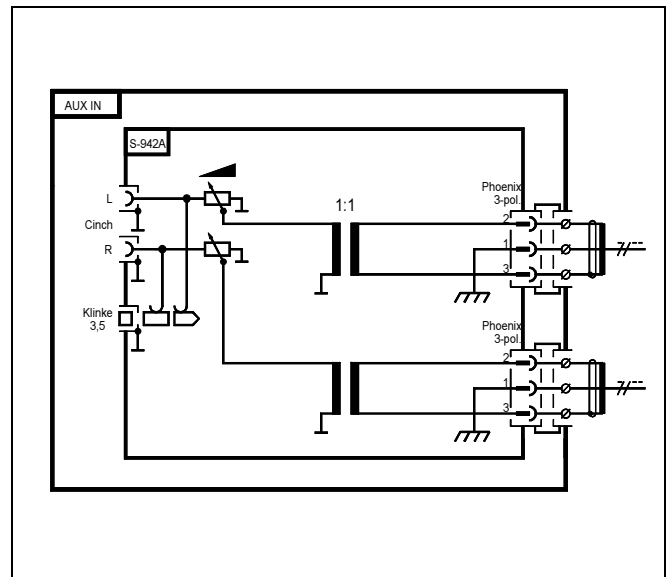 AUX IN
S-942A
L
Cinch
R
Klinke
3,5
1:1
Phoenix
3-pol.
2
1
3
Phoenix
3-pol.
2
1
3